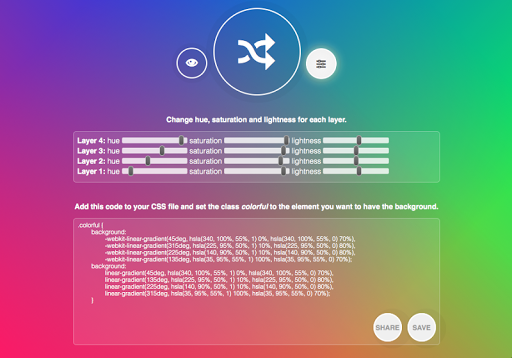 Change hue, saturation and lightness for each layer.
Layer 4: hue saturation lightness
Layer 3: hue saturation lightness
Layer 2: hue saturation lightness
Layer 1: hue saturation lightness
Add this code to your CSS file and set the class colorful to the element you want to have the background.
.colorful {
background:
-webkit-linear-gradient(45deg, hsla(340, 100%, 55%, 1) 0%, hsla(340, 100%, 55%, 0) 70%),
-webkit-linear-gradient(315deg, hsla(225, 95%, 50%, 1) 10%, hsla(225, 95%, 50%, 0) 80%),
-webkit-linear-gradient(225deg, hsla(140, 90%, 50%, 1) 10%, hsla(140, 90%, 50%, 0) 80%),
-webkit-linear-gradient(135deg, hsla(35, 95%, 55%, 1) 100%, hsla(35, 95%, 55%, 0) 70%);
background:
linear-gradient(45deg, hsla(340, 100%, 55%, 1) 0%, hsla(340, 100%, 55%, 0) 70%),
linear-gradient(135deg, hsla(225, 95%, 50%, 1) 10%, hsla(225, 95%, 50%, 0) 80%),
linear-gradient(225deg, hsla(140, 90%, 50%, 1) 10%, hsla(140, 90%, 50%, 0) 80%),
linear-gradient(315deg, hsla(35, 95%, 55%, 1) 100%, hsla(35, 95%, 55%, 0) 70%);
}
SHARE SAVE